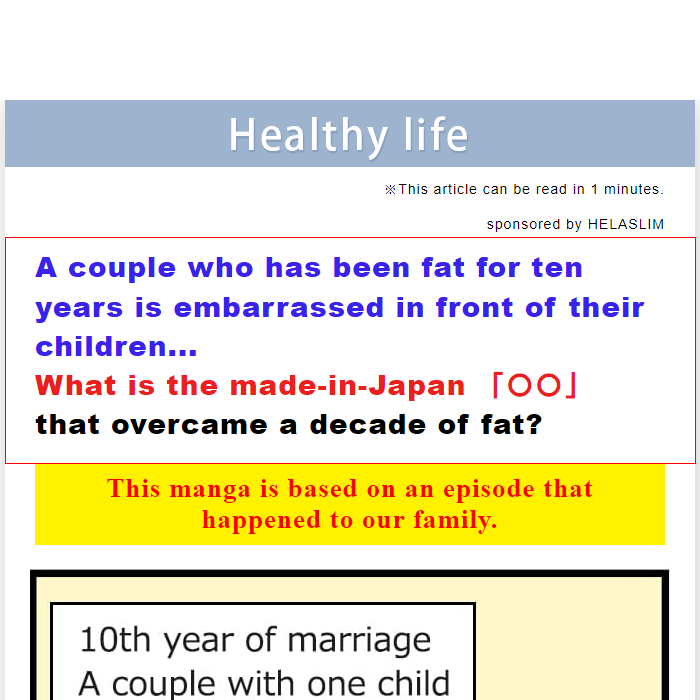 Healthy life
※This article can be read in 1 minutes.
sponsored by HELASLIM
A couple who has been fat for ten
years is embarrassed in front of their
children...
What is the made-in-Japan 「〇〇」
that overcame a decade of fat?
This manga is based on an episode that
happened to our family.
10th year of marriage
A couple with one child